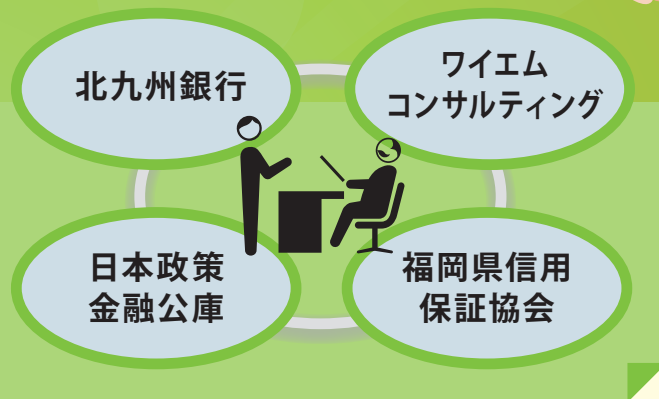 北九州銀行
ワイエム
コンサルティング
日本政策
金融公庫
福岡県信用
保証協会